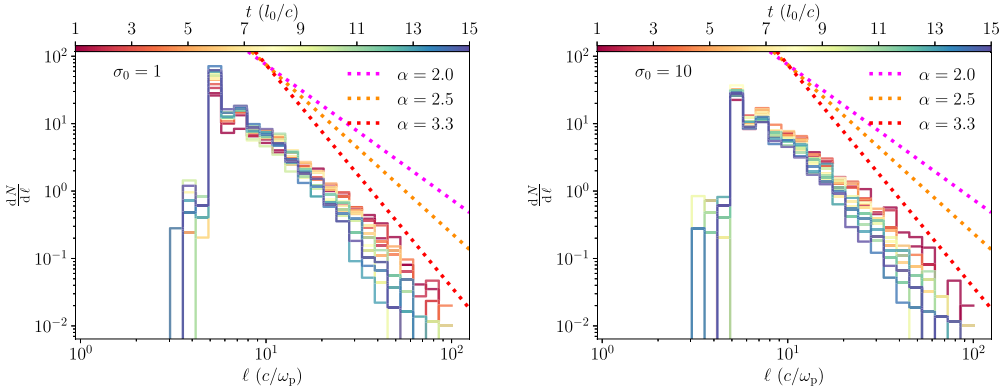 t (l₀/c)
1 3 5 7 9 11 13 15
10²
σ₀ = 1
α = 2.0
α = 2.5
α = 3.3
10¹
10⁰
10⁻¹
10⁻²
dN/dℓ
10⁰ 10¹ 10²
ℓ (c/ωₚ)
t (l₀/c)
1 3 5 7 9 11 13 15
10²
σ₀ = 10
α = 2.0
α = 2.5
α = 3.3
10¹
10⁰
10⁻¹
10⁻²
dN/dℓ
10⁰ 10¹ 10²
ℓ (c/ωₚ)